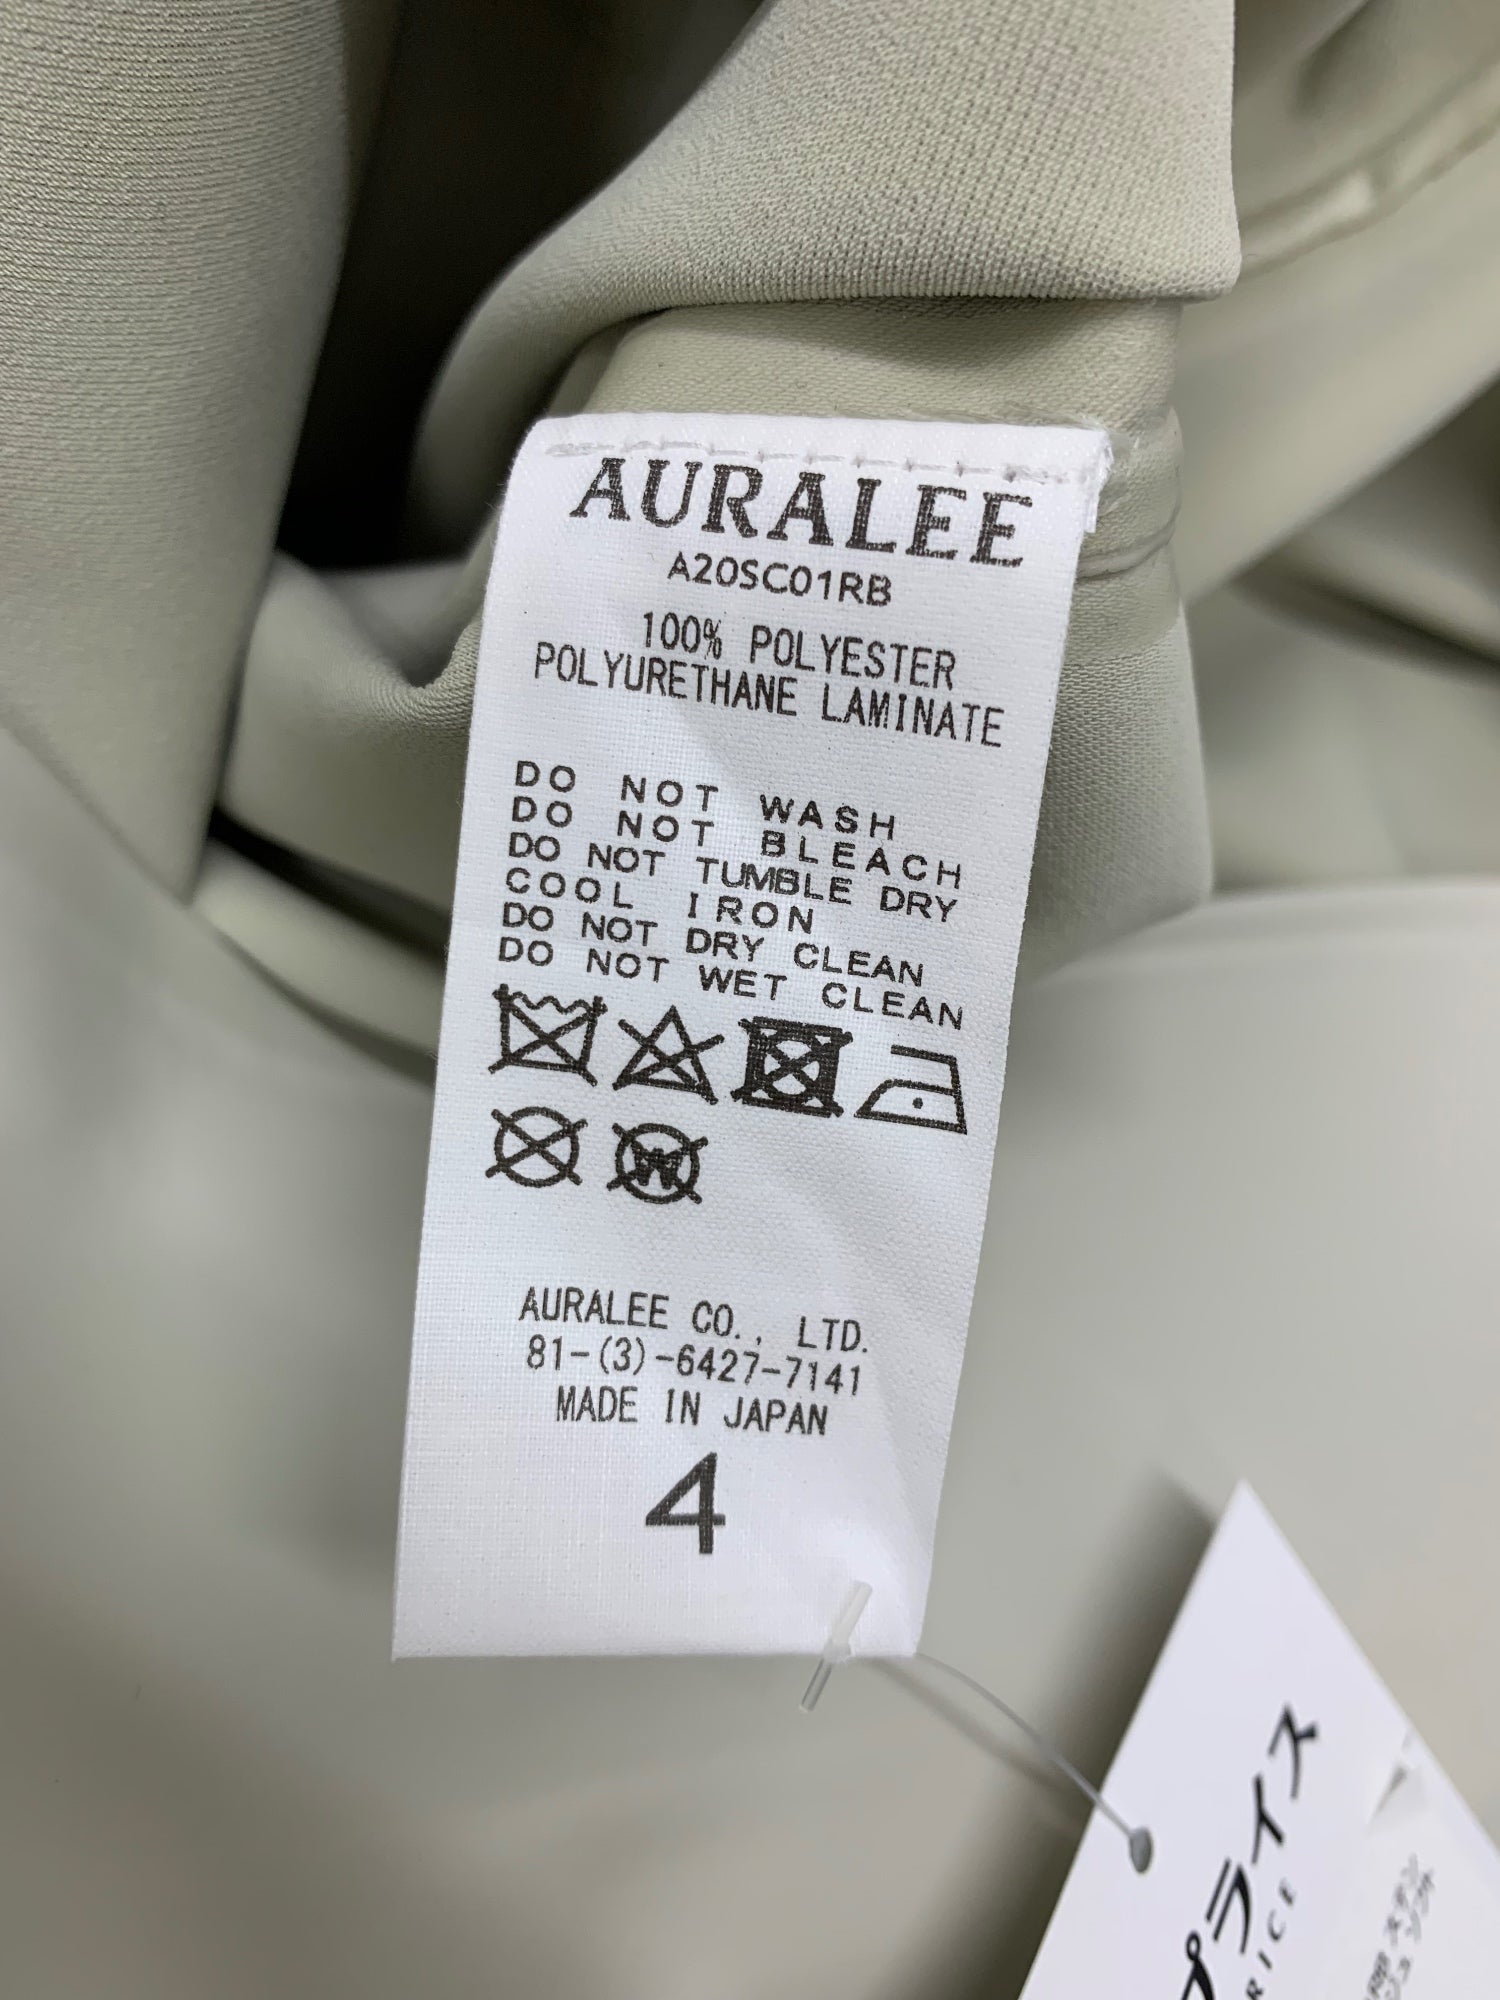 AURALEE
A20SC01RB
100% POLYESTER
POLYURETHANE LAMINATE
DO NOT WASH
DO NOT BLEACH
DO NOT TUMBLE DRY
COOL IRON
DO NOT DRY CLEAN
DO NOT WET CLEAN
W
AURALEE CO., LTD.
81-(3)-6427-7141
MADE IN JAPAN
4
プライス
RICE